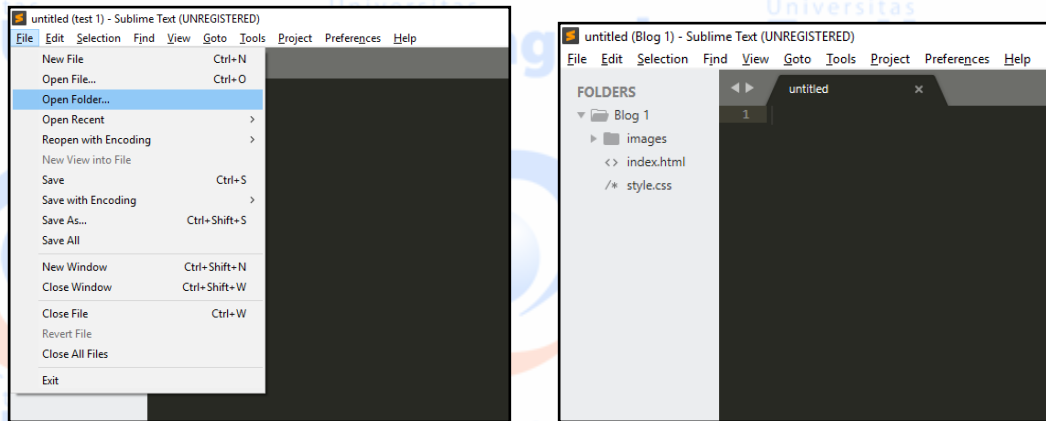 Universitas
untitled (test 1) - Sublime Text (UNREGISTERED)
File Edit Selection Find View Goto Tools Project Preferences Help
New File Ctrl+N
Open File... Ctrl+O
Open Folder...
Open Recent
Reopen with Encoding
New View into File
Save Ctrl+S
Save with Encoding
Save As... Ctrl+Shift+S
Save All
New Window Ctrl+Shift+N
Close Window Ctrl+Shift+W
Close File Ctrl+W
Revert File
Close All Files
Exit
Universitas
untitled (Blog 1) - Sublime Text (UNREGISTERED)
File Edit Selection Find View Goto Tools Project Preferences Help
FOLDERS
Blog 1
images
<> index.html
/* style.css
untitled ×
1